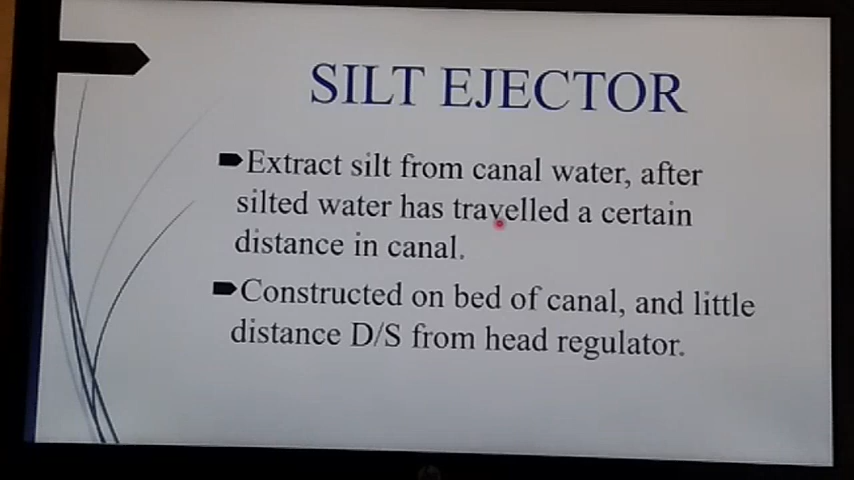 SILT EJECTOR
Extract silt from canal water, after
silted water has travelled a certain
distance in canal.
Constructed on bed of canal, and little
distance D/S from head regulator.